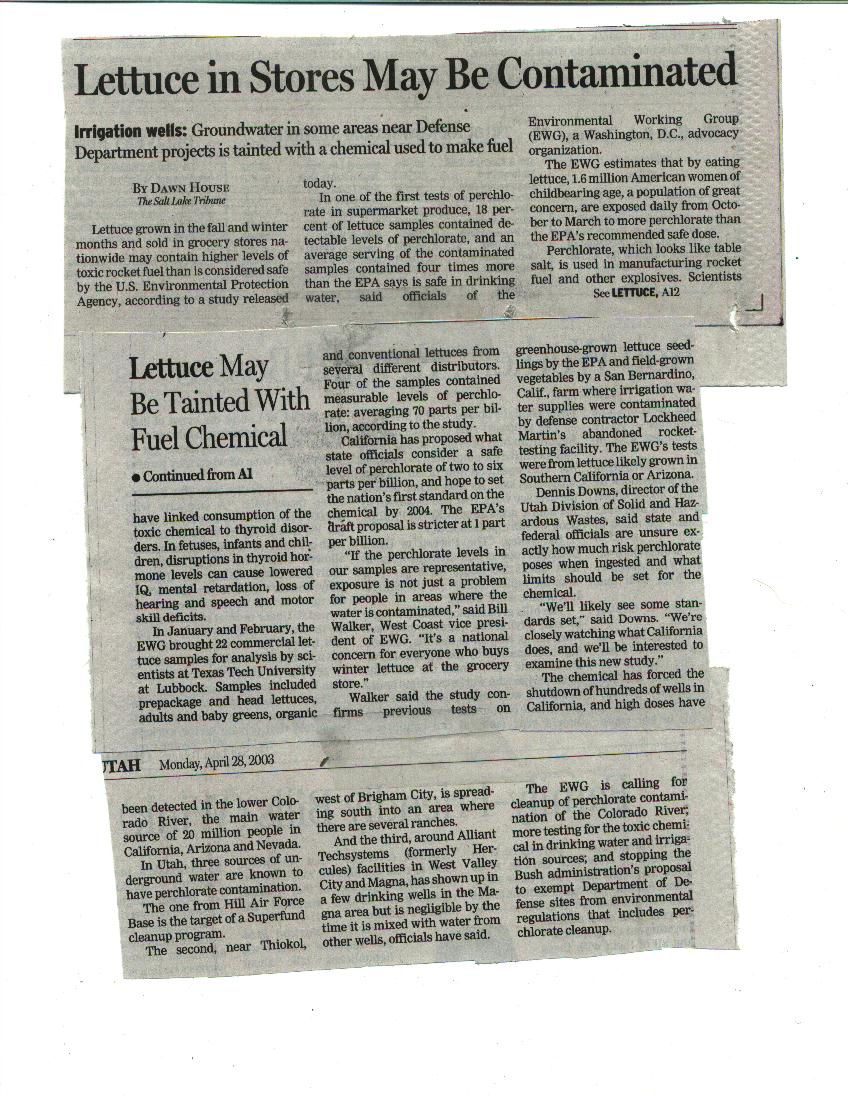 Lettuce in Stores May Be Contaminated
Irrigation wells: Groundwater in some areas near Defense
Department projects is tainted with a chemical used to make fuel
BY DAWN HOUSE
The Salt Lake Tribune
Lettuce grown in the fall and winter
months and sold in grocery stores na-
tionwide may contain higher levels of
toxic rocket fuel than is considered safe
by the U.S. Environmental Protection
Agency, according to a study released
today.
In one of the first tests of perchlo-
rate in supermarket produce, 18 per-
cent of lettuce samples contained de-
tectable levels of perchlorate, and an
average serving of the contaminated
samples contained four times more
than the EPA says is safe in drinking
water, said officials of the
Environmental Working Group
(EWG), a Washington, D.C., advocacy
organization.
The EWG estimates that by eating
lettuce, 1.6 million American women of
childbearing age, a population of great
concern, are exposed daily from Octo-
ber to March to more perchlorate than
the EPA's recommended safe dose.
Perchlorate, which looks like table
salt, is used in manufacturing rocket
fuel and other explosives. Scientists
See LETTUCE, A12
Lettuce May
Be Tainted With
Fuel Chemical
● Continued from A1
have linked consumption of the
toxic chemical to thyroid disor-
ders. In fetuses, infants and chil-
dren, disruptions in thyroid hor-
mone levels can cause lowered
IQ, mental retardation, loss of
hearing and speech and motor
skill deficits.
In January and February, the
EWG brought 22 commercial let-
tuce samples for analysis by sci-
entists at Texas Tech University
at Lubbock. Samples included
prepackage and head lettuces,
adults and baby greens, organic
and conventional lettuces from
several different distributors.
Four of the samples contained
measurable levels of perchlo-
rate: averaging 70 parts per bil-
lion, according to the study.
California has proposed what
state officials consider a safe
level of perchlorate of two to six
parts per billion, and hope to set
the nation's first standard on the
chemical by 2004. The EPA's
draft proposal is stricter at 1 part
per billion.
"If the perchlorate levels in
our samples are representative,
exposure is not just a problem
for people in areas where the
water is contaminated," said Bill
Walker, West Coast vice presi-
dent of EWG. "It's a national
concern for everyone who buys
winter lettuce at the grocery
store."
Walker said the study con-
firms previous tests on
greenhouse-grown lettuce seed-
lings by the EPA and field-grown
vegetables by a San Bernardino,
Calif., farm where irrigation wa-
ter supplies were contaminated
by defense contractor Lockheed
Martin's abandoned rocket-
testing facility. The EWG's tests
were from lettuce likely grown in
Southern California or Arizona.
Dennis Downs, director of the
Utah Division of Solid and Haz-
ardous Wastes, said state and
federal officials are unsure ex-
actly how much risk perchlorate
poses when ingested and what
limits should be set for the
chemical.
"We'll likely see some stan-
dards set," said Downs. "We're
closely watching what California
does, and we'll be interested to
examine this new study."
The chemical has forced the
shutdown of hundreds of wells in
California, and high doses have
UTAH Monday, April 28, 2003
been detected in the lower Colo-
rado River, the main water
source of 20 million people in
California, Arizona and Nevada.
In Utah, three sources of un-
derground water are known to
have perchlorate contamination.
The one from Hill Air Force
Base is the target of a Superfund
cleanup program.
The second, near Thiokol,
west of Brigham City, is spread-
ing south into an area where
there are several ranches.
And the third, around Alliant
Techsystems (formerly Her-
cules) facilities in West Valley
City and Magna, has shown up in
a few drinking wells in the Ma-
gna area but is negligible by the
time it is mixed with water from
other wells, officials have said.
The EWG is calling for
cleanup of perchlorate contami-
nation of the Colorado River;
more testing for the toxic chemi-
cal in drinking water and irriga-
tion sources; and stopping the
Bush administration's proposal
to exempt Department of De-
fense sites from environmental
regulations that includes per-
chlorate cleanup.